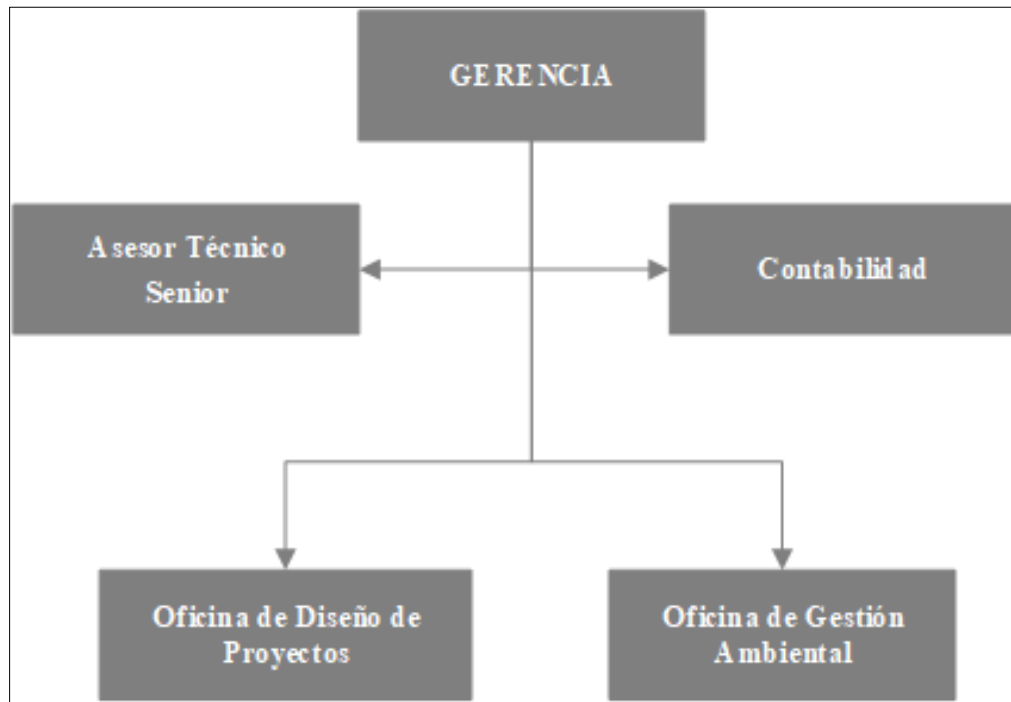 GERENCIA
Asesor Técnico
Senior
Contabilidad
Oficina de Diseño de
Proyectos
Oficina de Gestión
Ambiental